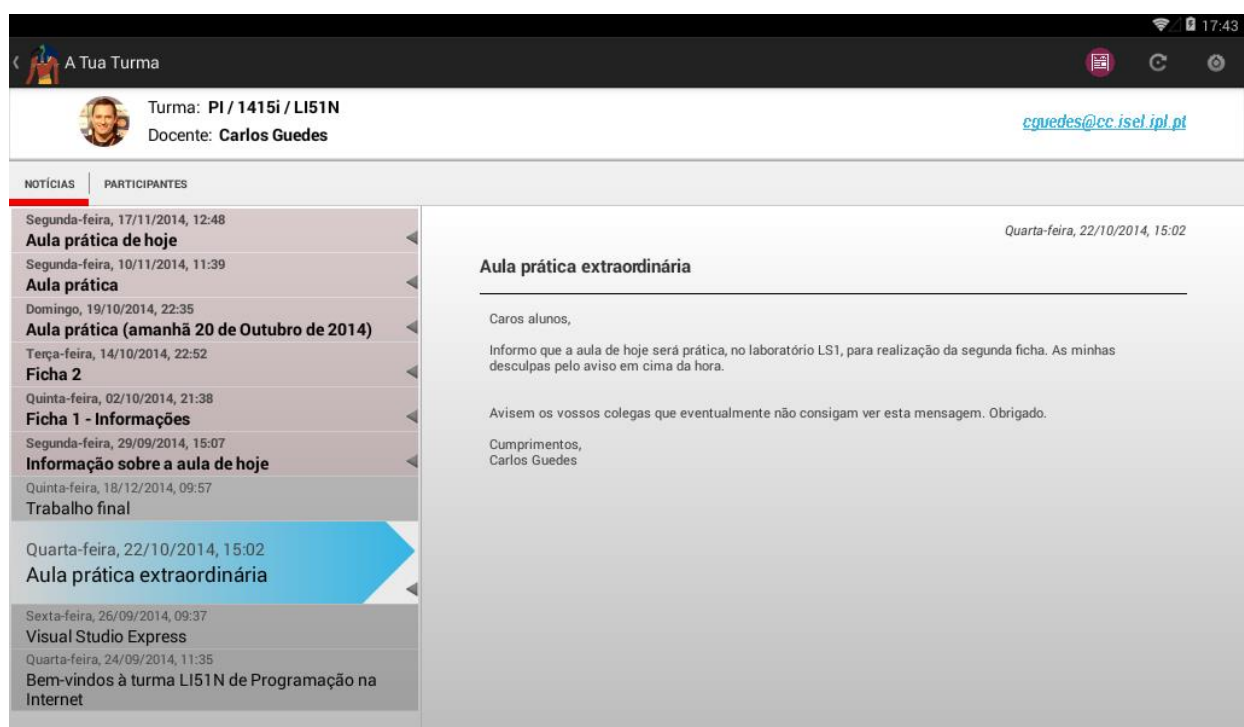 17:43
A Tua Turma
Turma: PI / 1415i / LI51N
Docente: Carlos Guedes
cguedes@cc.isel.ipl.pt
NOTÍCIAS
PARTICIPANTES
Segunda-feira, 17/11/2014, 12:48
Aula prática de hoje
Segunda-feira, 10/11/2014, 11:39
Aula prática
Domingo, 19/10/2014, 22:35
Aula prática (amanhã 20 de Outubro de 2014)
Terça-feira, 14/10/2014, 22:52
Ficha 2
Quinta-feira, 02/10/2014, 21:38
Ficha 1 - Informações
Segunda-feira, 29/09/2014, 15:07
Informação sobre a aula de hoje
Quinta-feira, 18/12/2014, 09:57
Trabalho final
Quarta-feira, 22/10/2014, 15:02
Aula prática extraordinária
Sexta-feira, 26/09/2014, 09:37
Visual Studio Express
Quarta-feira, 24/09/2014, 11:35
Bem-vindos à turma LI51N de Programação na
Internet
Quarta-feira, 22/10/2014, 15:02
Aula prática extraordinária
Caros alunos,
Informo que a aula de hoje será prática, no laboratório LS1, para realização da segunda ficha. As minhas
desculpas pelo aviso em cima da hora.
Avisem os vossos colegas que eventualmente não consigam ver esta mensagem. Obrigado.
Cumprimentos,
Carlos Guedes